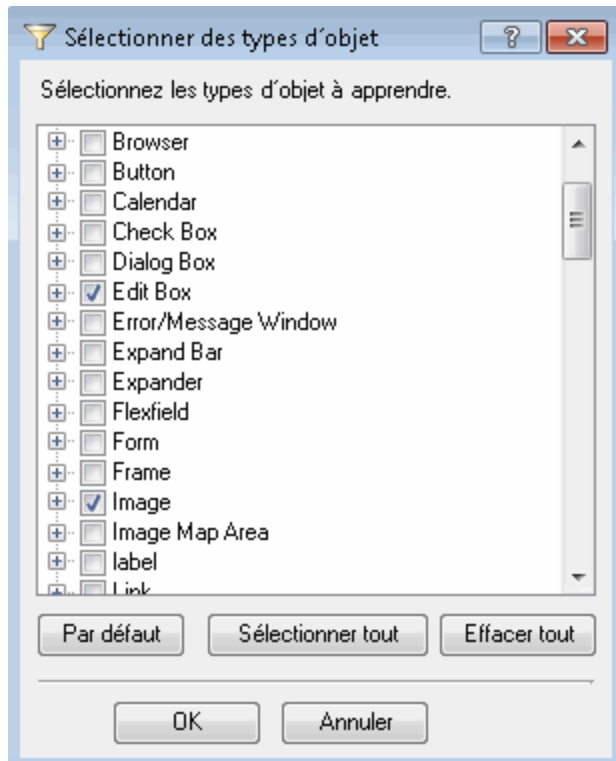 Sélectionner des types d´objet
Sélectionnez les types d´objet à apprendre.
Browser
Button
Calendar
Check Box
Dialog Box
Edit Box
Error/Message Window
Expand Bar
Expander
Flexfield
Form
Frame
Image
Image Map Area
label
Link
Par défaut Sélectionner tout Effacer tout
OK Annuler